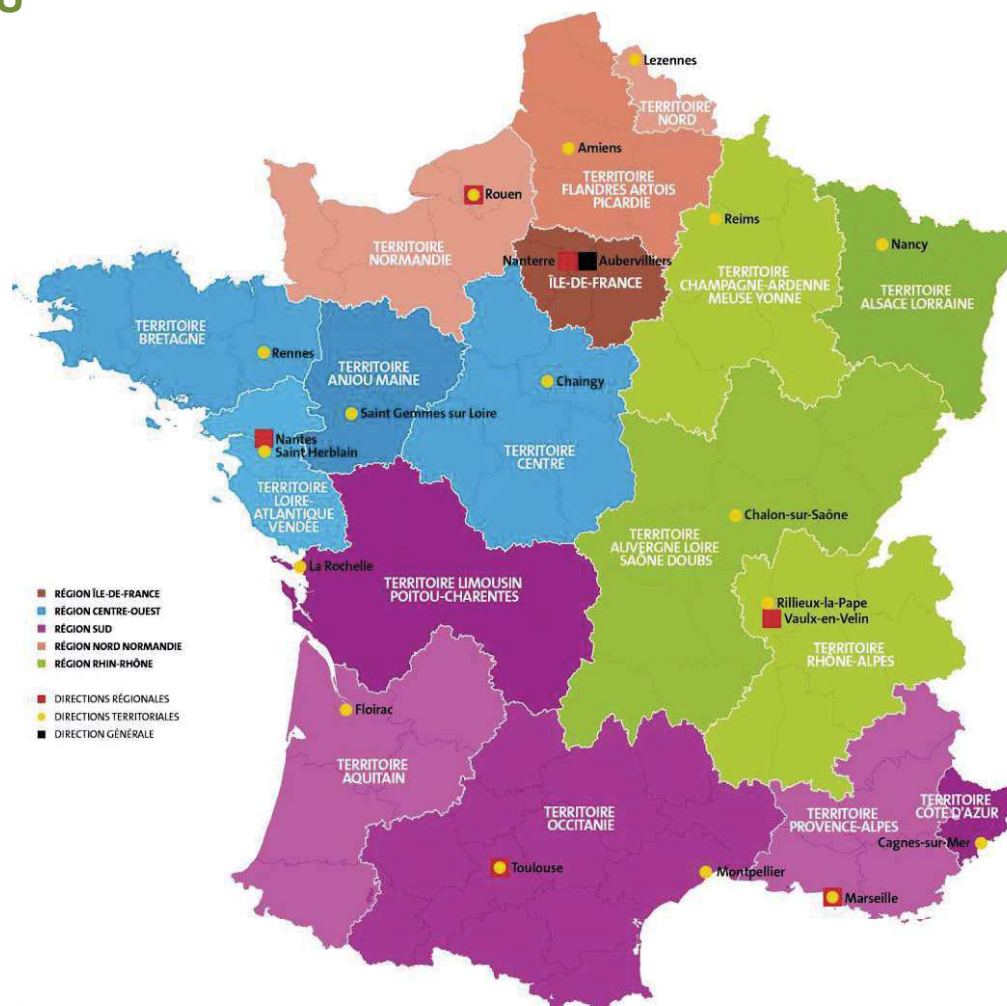 Lezennes
TERRITOIRE
NORD
Amiens
TERRITOIRE
FLANDRES ARTOIS
PICARDIE
Rouen
TERRITOIRE
NORMANDIE
Reims
Nancy
Nanterre
Aubervilliers
ÎLE-DE-FRANCE
TERRITOIRE
CHAMPAGNE-ARDENNE
MEUSE YONNE
TERRITOIRE
ALSACE LORRAINE
TERRITOIRE
BRETAGNE
Rennes
TERRITOIRE
ANJOU MAINE
Chaingy
Saint Gemmes sur Loire
Nantes
Saint Herblain
TERRITOIRE
CENTRE
TERRITOIRE
LOIRE-
ATLANTIQUE
VENDÉE
Chalon-sur-Saône
TERRITOIRE
AUVERGNE LOIRE
SAÔNE DOUBS
La Rochelle
TERRITOIRE LIMOUSIN
POITOU-CHARENTES
Rillieux-la-Pape
Vaulx-en-Velin
TERRITOIRE
RHÔNE-ALPES
RÉGION ÎLE-DE-FRANCE
RÉGION CENTRE-OUEST
RÉGION SUD
RÉGION NORD NORMANDIE
RÉGION RHIN-RHÔNE
DIRECTIONS RÉGIONALES
DIRECTIONS TERRITORIALES
DIRECTION GÉNÉRALE
Floirac
TERRITOIRE
AQUITAIN
TERRITOIRE
OCCITANIE
TERRITOIRE
PROVENCE-ALPES
TERRITOIRE
CÔTE D'AZUR
Cagnes-sur-Mer
Toulouse
Montpellier
Marseille